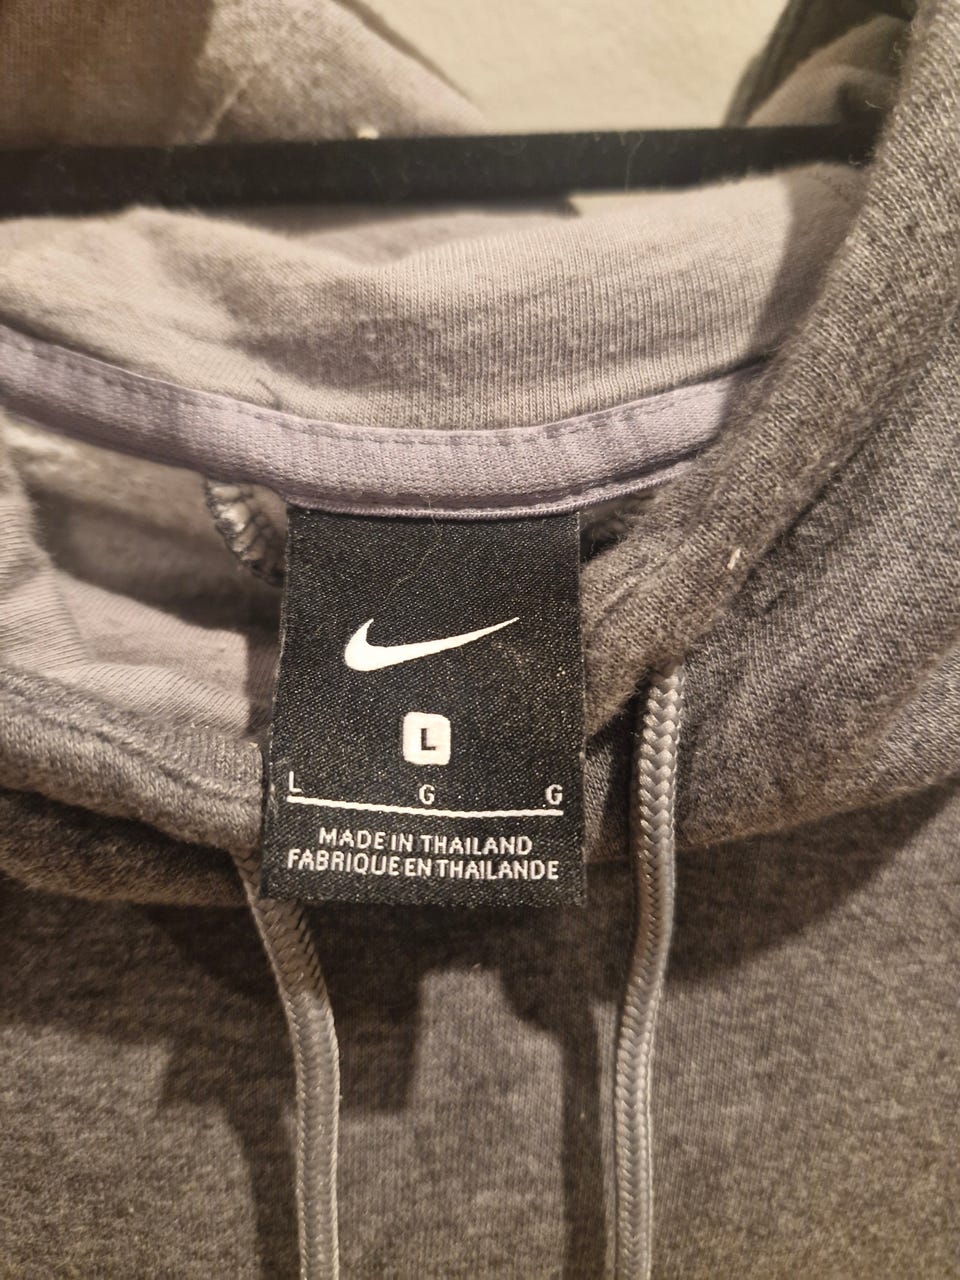 L
L G G
MADE IN THAILAND
FABRIQUE EN THAILANDE